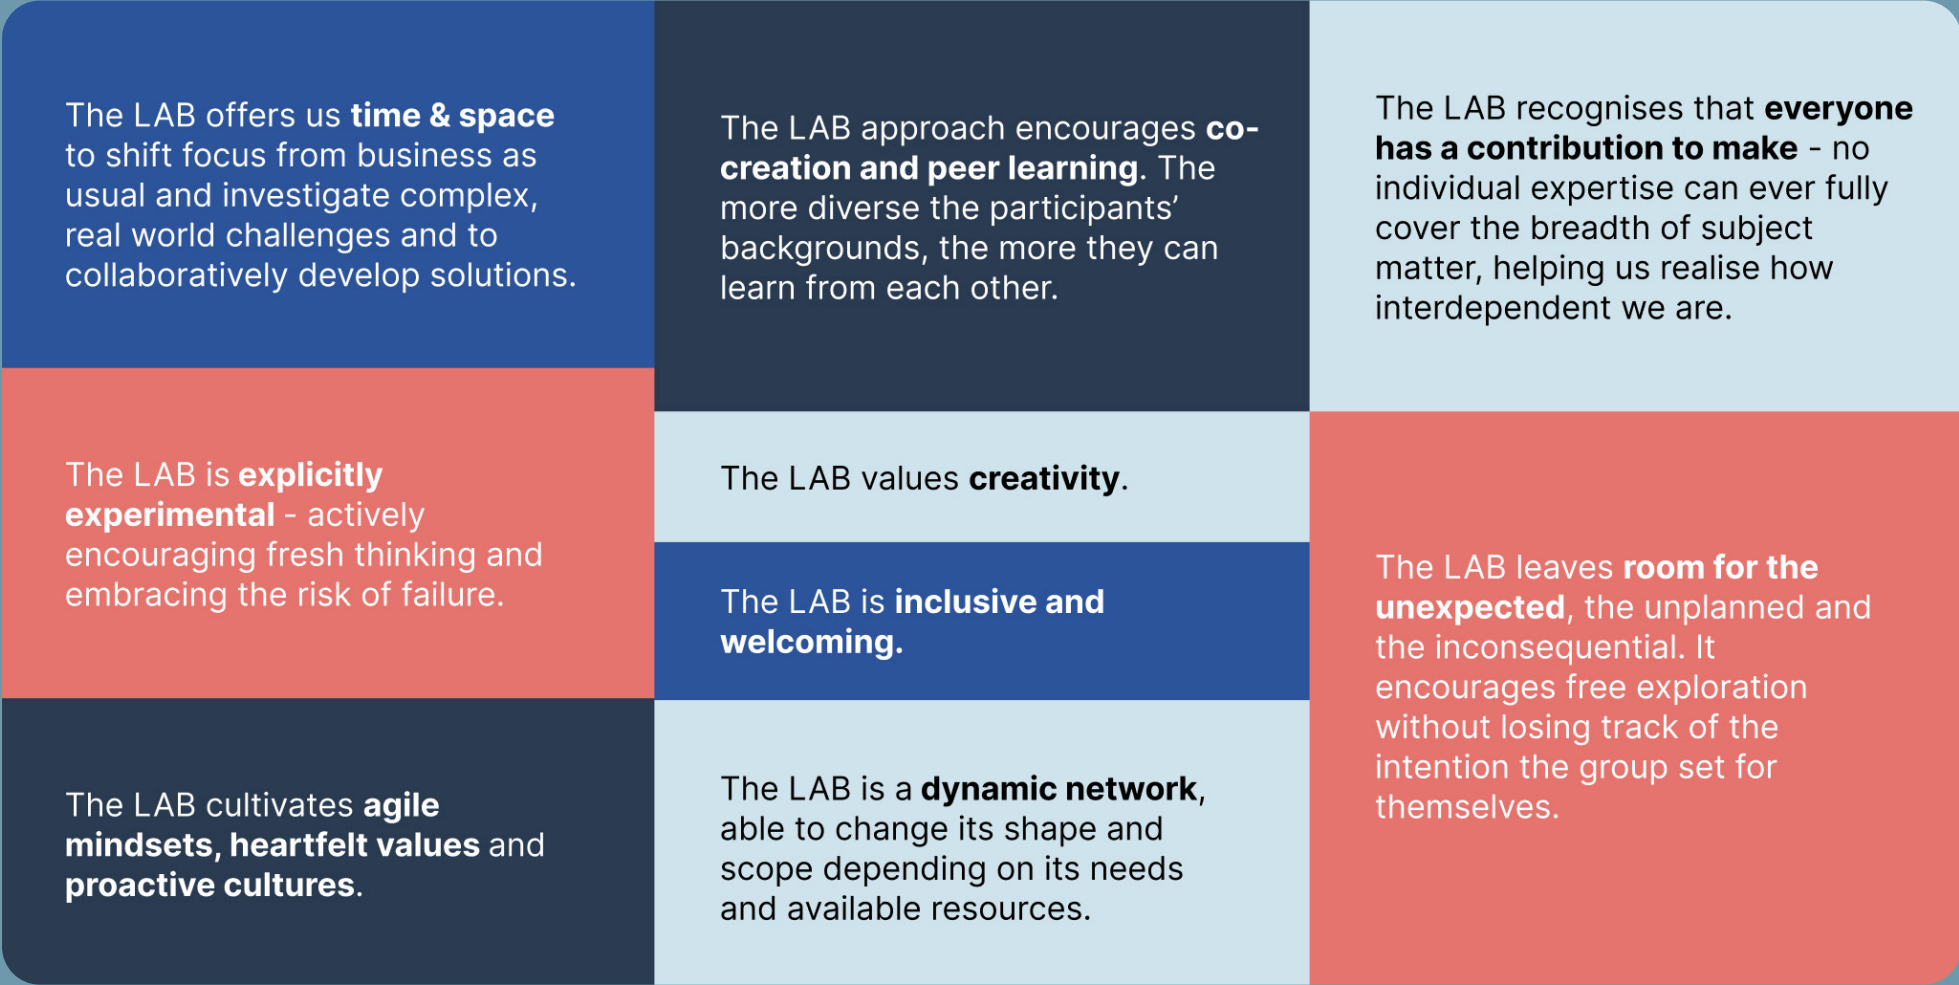 The LAB offers us time & space
to shift focus from business as
usual and investigate complex,
real world challenges and to
collaboratively develop solutions.
The LAB is explicitly
experimental - actively
encouraging fresh thinking and
embracing the risk of failure.
The LAB cultivates agile
mindsets, heartfelt values and
proactive cultures.
The LAB approach encourages co-
creation and peer learning. The
more diverse the participants’
backgrounds, the more they can
learn from each other.
The LAB values creativity.
The LAB is inclusive and
welcoming.
The LAB is a dynamic network,
able to change its shape and
scope depending on its needs
and available resources.
The LAB recognises that everyone
has a contribution to make - no
individual expertise can ever fully
cover the breadth of subject
matter, helping us realise how
interdependent we are.
The LAB leaves room for the
unexpected, the unplanned and
the inconsequential. It
encourages free exploration
without losing track of the
intention the group set for
themselves.